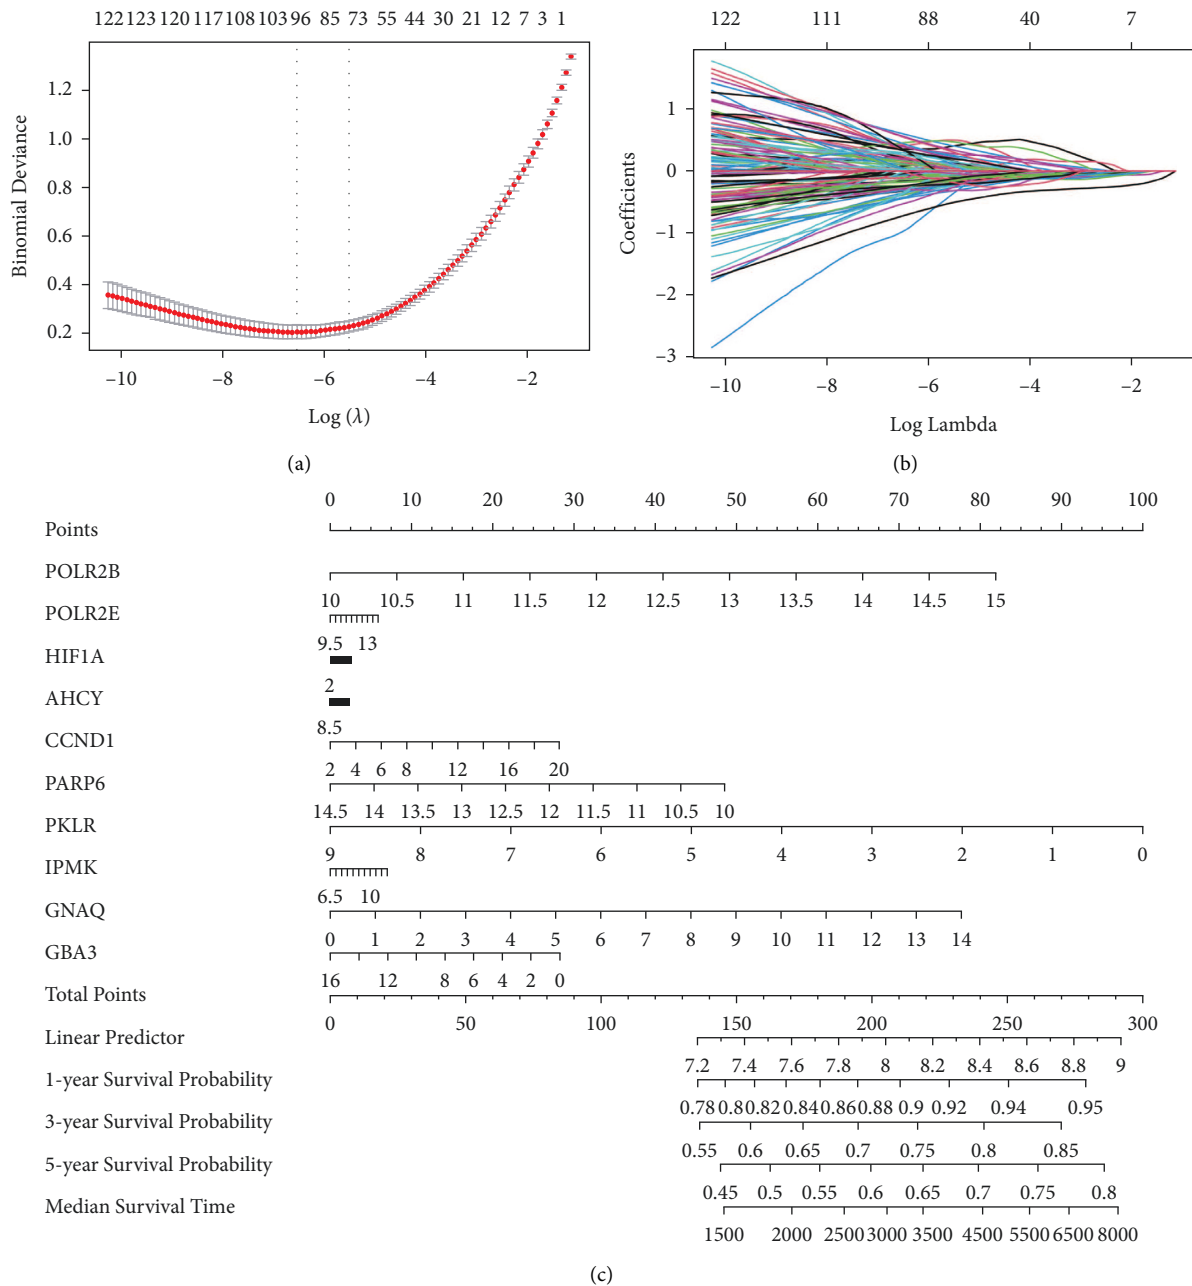 122 123 120 117 108 103 96 85 73 55 44 30 21 12 7 3 1
Binomial Deviance
1.2
1.0
0.8
0.6
0.4
0.2
−10 −8 −6 −4 −2
Log (λ)
(a)
122 111 88 40 7
Coefficients
1
0
−1
−2
−3
−10 −8 −6 −4 −2
Log Lambda
(b)
0 10 20 30 40 50 60 70 80 90 100
Points
POLR2B
10 10.5 11 11.5 12 12.5 13 13.5 14 14.5 15
POLR2E
9.5 13
HIF1A
2
AHCY
8.5
CCND1
2 4 6 8 12 16 20
PARP6
14.5 14 13.5 13 12.5 12 11.5 11 10.5 10
PKLR
9 8 7 6 5 4 3 2 1 0
IPMK
6.5 10
GNAQ
0 1 2 3 4 5 6 7 8 9 10 11 12 13 14
GBA3
16 12 8 6 4 2 0
Total Points
0 50 100 150 200 250 300
Linear Predictor
7.2 7.4 7.6 7.8 8 8.2 8.4 8.6 8.8 9
1-year Survival Probability
0.78 0.8 0.82 0.84 0.86 0.88 0.9 0.92 0.94 0.95
3-year Survival Probability
0.55 0.6 0.65 0.7 0.75 0.8 0.85
5-year Survival Probability
0.45 0.5 0.55 0.6 0.65 0.7 0.75 0.8
Median Survival Time
1500 2000 2500 3000 3500 4500 5500 6500 8000
(c)